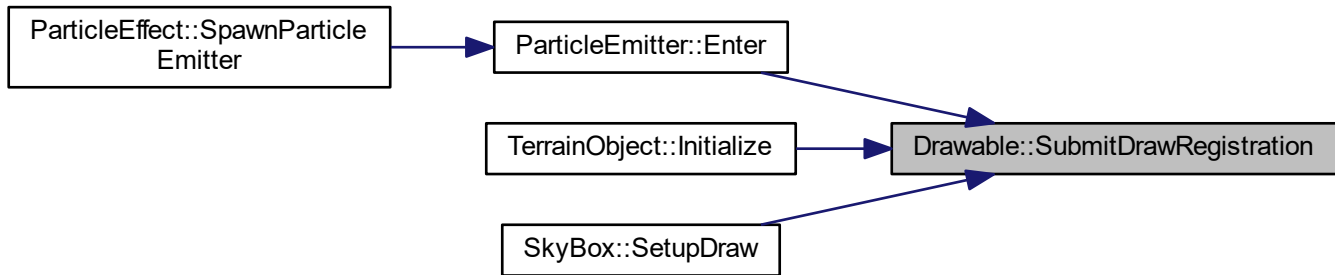 ParticleEffect::SpawnParticle
Emitter
ParticleEmitter::Enter
TerrainObject::Initialize
Drawable::SubmitDrawRegistration
SkyBox::SetupDraw